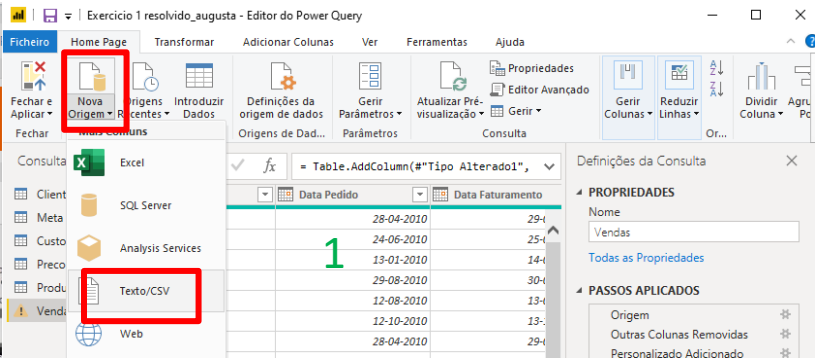 Exercicio 1 resolvido_augusta - Editor do Power Query
Ficheiro Home Page Transformar Adicionar Colunas Ver Ferramentas Ajuda
Fechar e Aplicar
Nova Origem
Origens Recentes
Introduzir Dados
Definições da origem de dados
Gerir Parâmetros
Atualizar Pré-visualização
Propriedades
Editor Avançado
Gerir
Gerir Colunas
Reduzir Linhas
Dividir Coluna
Fechar
Origens de Dad...
Parâmetros
Consulta
Or...
Mais Comuns
Excel
SQL Server
Analysis Services
Texto/CSV
Web
Consulta
Client
Meta
Custo
Preco
Produ
Venda
fx = Table.AddColumn(#"Tipo Alterado1",
Data Pedido Data Faturamento
28-04-2010
24-06-2010
13-01-2010
29-08-2010
12-08-2010
12-10-2010
28-04-2010
1
Definições da Consulta
PROPRIEDADES
Nome
Vendas
Todas as Propriedades
PASSOS APLICADOS
Origem
Outras Colunas Removidas
Personalizado Adicionado